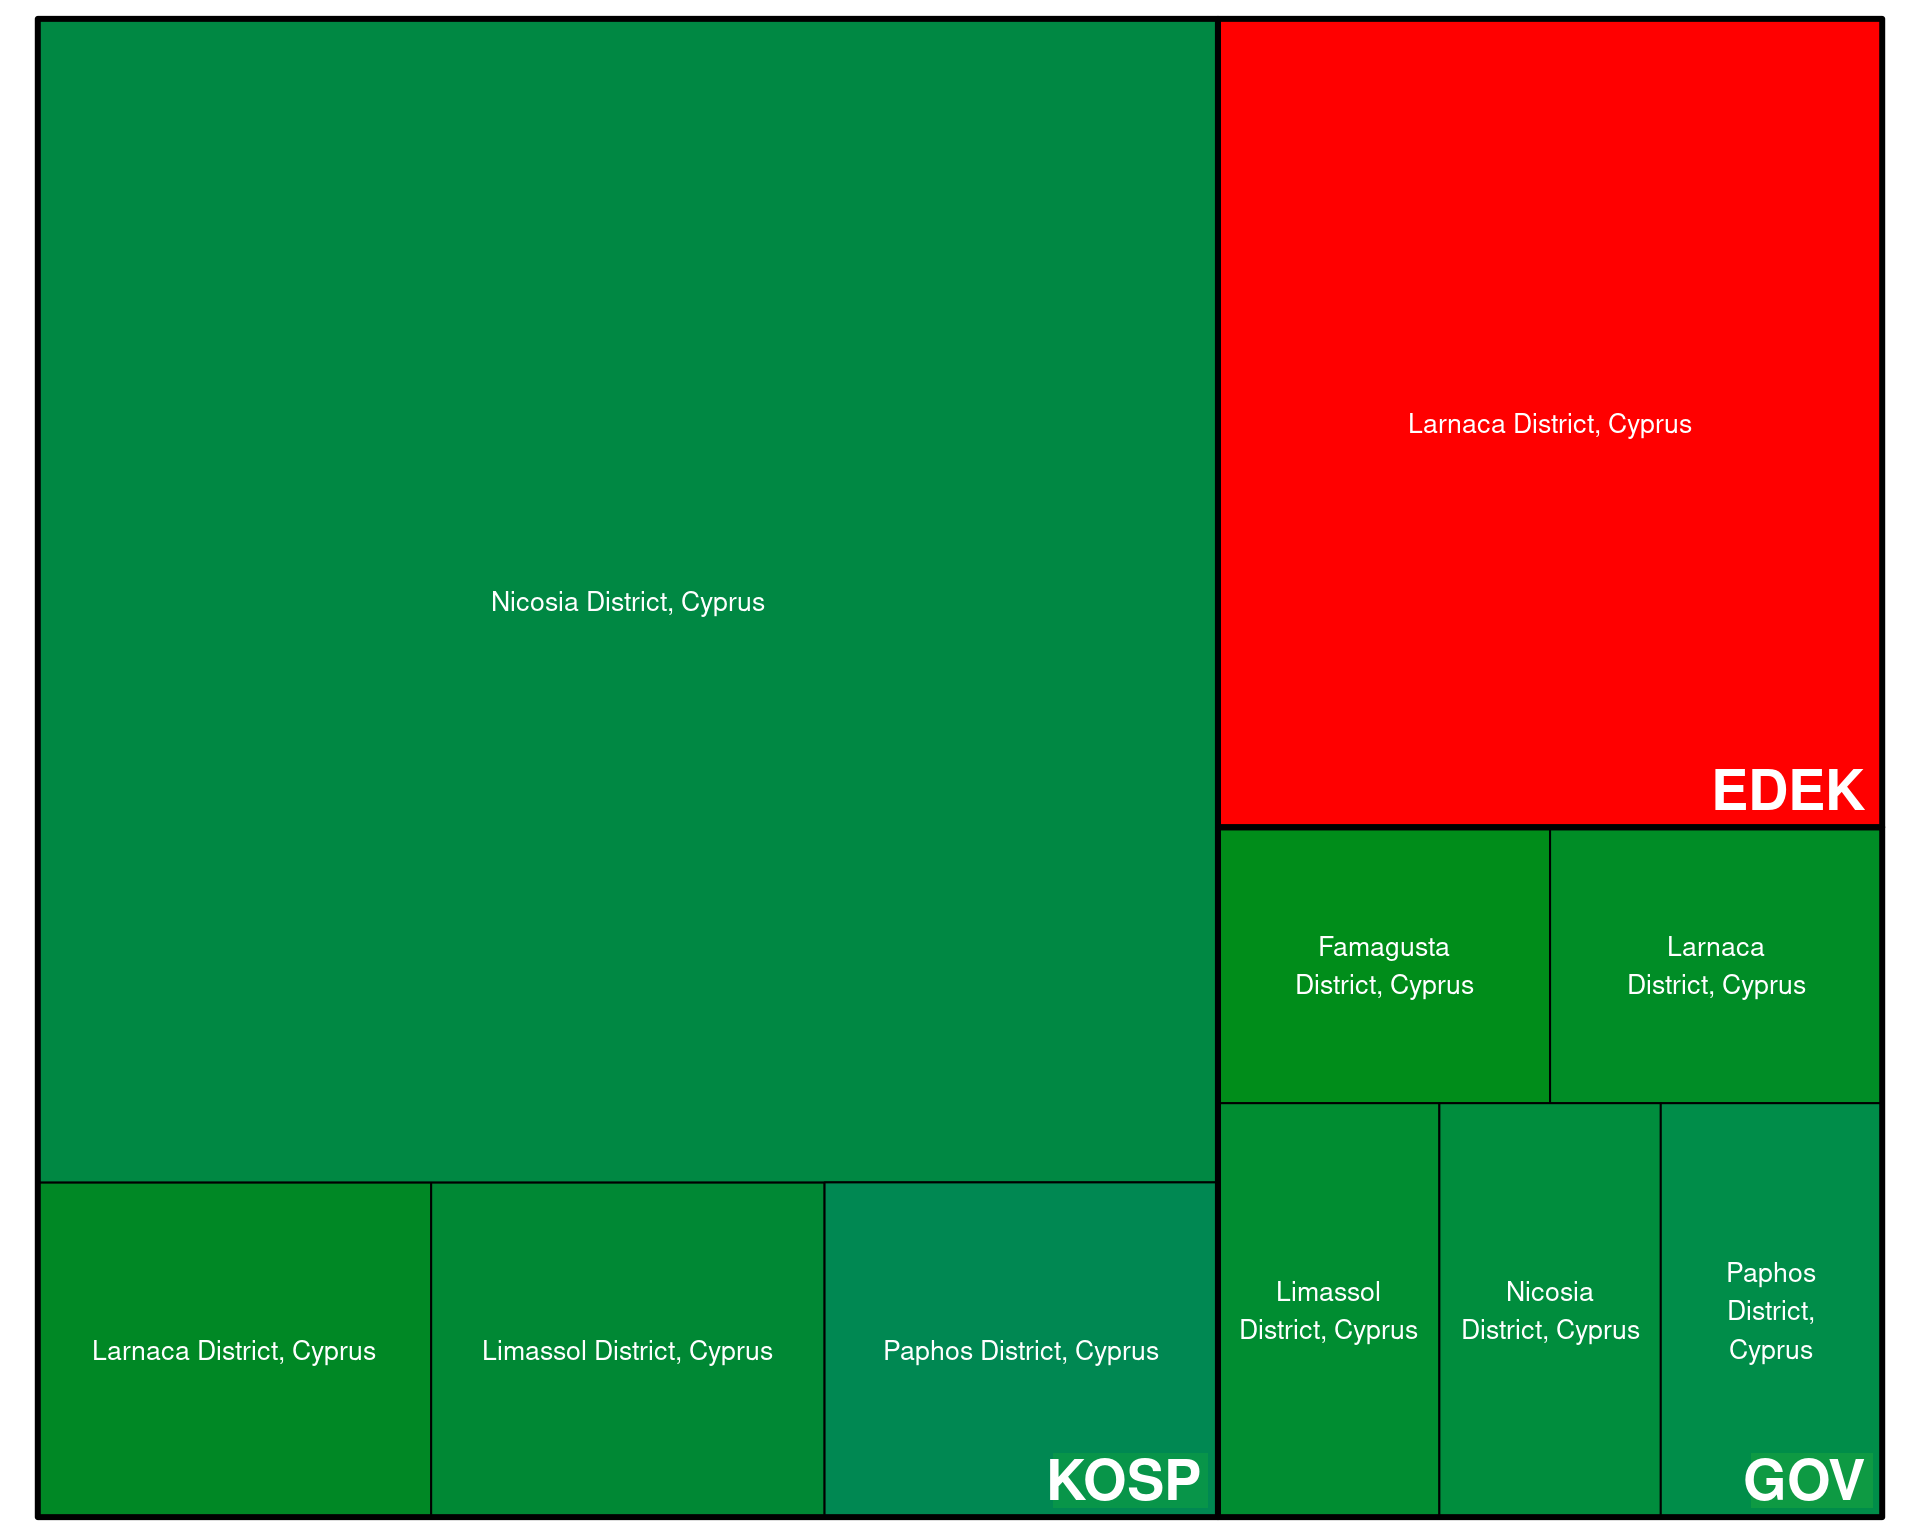 Nicosia District, Cyprus
Larnaca District, Cyprus
Limassol District, Cyprus
Paphos District, Cyprus
KOSP
Larnaca District, Cyprus
EDEK
Famagusta
District, Cyprus
Larnaca
District, Cyprus
Limassol
District, Cyprus
Nicosia
District, Cyprus
Paphos
District,
Cyprus
GOV